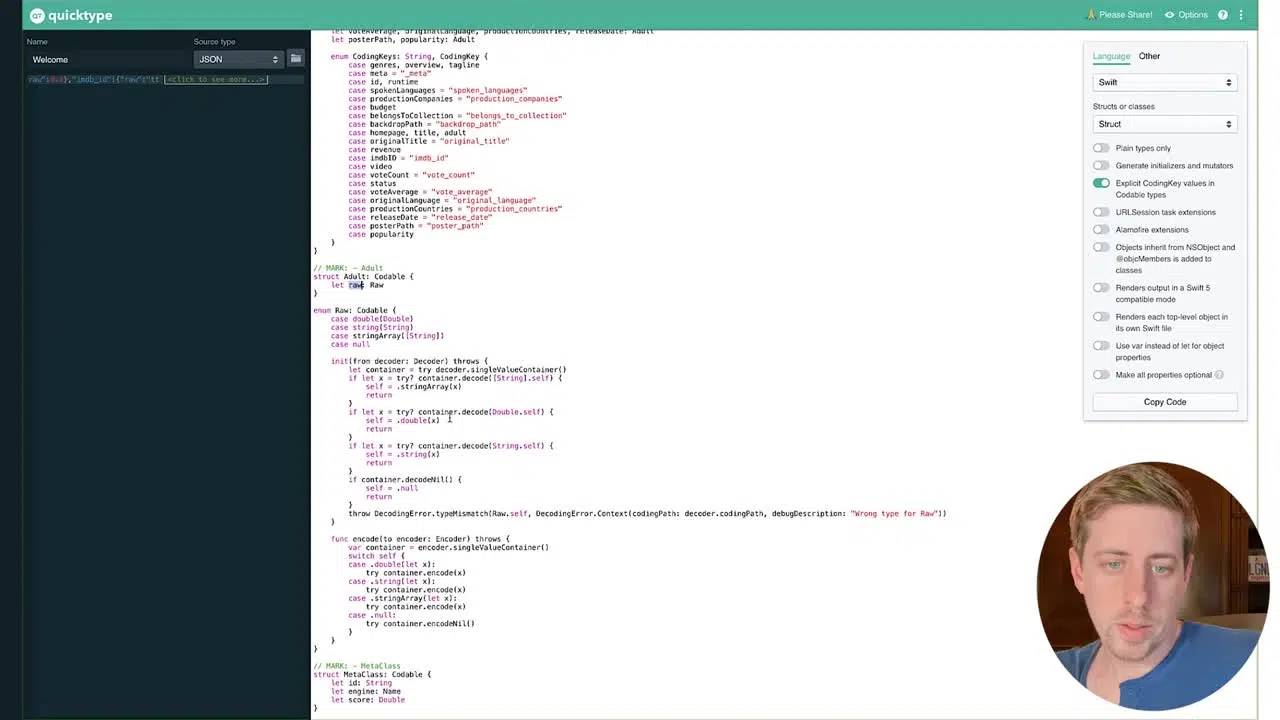 quicktype
🙏 Please Share!
Options
Name
Source type
Welcome
JSON
raw":0.0},"imdb_id":{"raw":"tt [<click to see more...>]
let voteAverage, originalLanguage, productionCountries, releaseDate: Adult
let posterPath, popularity: Adult
enum CodingKeys: String, CodingKey {
case genres, overview, tagline
case meta = "_meta"
case id, runtime
case spokenLanguages = "spoken_languages"
case productionCompanies = "production_companies"
case budget
case belongsToCollection = "belongs_to_collection"
case backdropPath = "backdrop_path"
case homepage, title, adult
case originalTitle = "original_title"
case revenue
case imdbID = "imdb_id"
case video
case voteCount = "vote_count"
case status
case voteAverage = "vote_average"
case originalLanguage = "original_language"
case productionCountries = "production_countries"
case releaseDate = "release_date"
case posterPath = "poster_path"
case popularity
}
}
// MARK: - Adult
struct Adult: Codable {
let raw: Raw
}
enum Raw: Codable {
case double(Double)
case string(String)
case stringArray([String])
case null
init(from decoder: Decoder) throws {
let container = try decoder.singleValueContainer()
if let x = try? container.decode([String].self) {
self = .stringArray(x)
return
}
if let x = try? container.decode(Double.self) {
self = .double(x)
return
}
if let x = try? container.decode(String.self) {
self = .string(x)
return
}
if container.decodeNil() {
self = .null
return
}
throw DecodingError.typeMismatch(Raw.self, DecodingError.Context(codingPath: decoder.codingPath, debugDescription: "Wrong type for Raw"))
}
func encode(to encoder: Encoder) throws {
var container = encoder.singleValueContainer()
switch self {
case .double(let x):
try container.encode(x)
case .string(let x):
try container.encode(x)
case .stringArray(let x):
try container.encode(x)
case .null:
try container.encodeNil()
}
}
}
// MARK: - MetaClass
struct MetaClass: Codable {
let id: String
let engine: Name
let score: Double
}
Language Other
Swift
Structs or classes
Struct
Plain types only
Generate initializers and mutators
Explicit CodingKey values in
Codable types
URLSession task extensions
Alamofire extensions
Objects inherit from NSObject and
@objcMembers is added to
classes
Renders output in a Swift 5
compatible mode
Renders each top-level object in
its own Swift file
Use var instead of let for object
properties
Make all properties optional ?
Copy Code